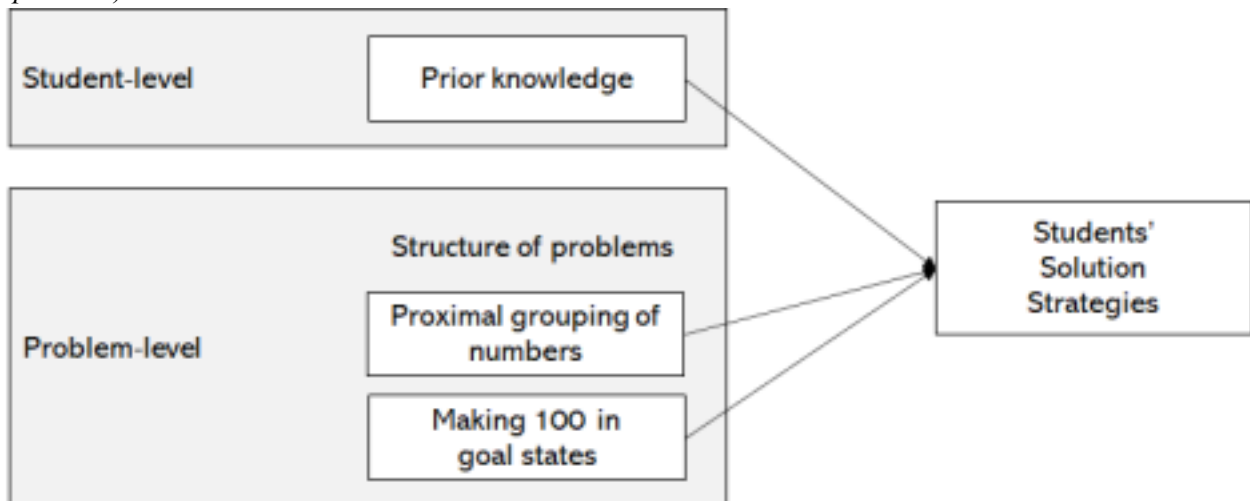 Student-level
Prior knowledge
Structure of problems
Problem-level
Proximal grouping of
numbers
Making 100 in
goal states
Students'
Solution
Strategies